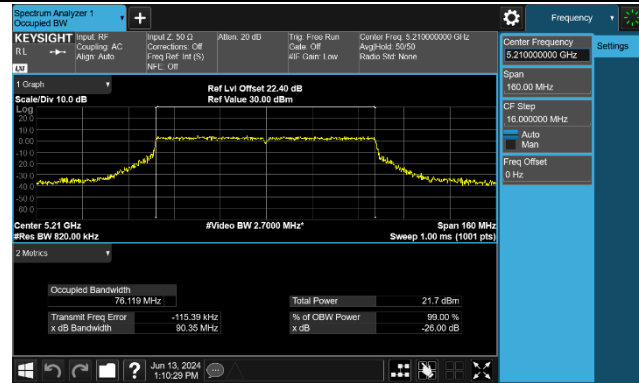 Spectrum Analyzer 1
Occupied BW
Frequency
KEYSIGHT
RL
LXI
Input: RF
Coupling: AC
Align: Auto
Input Z: 50 Ω
Corrections: Off
Freq Ref: Int (S)
NFE: Off
Atten: 20 dB
Trig: Free Run
Gate: Off
#IF Gain: Low
Center Freq: 5.210000000 GHz
Avg|Hold: 50/50
Radio Std: None
Center Frequency
5.210000000 GHz
Settings
Span
160.00 MHz
CF Step
16.000000 MHz
Auto
Man
Freq Offset
0 Hz
1 Graph
Scale/Div 10.0 dB
Ref Lvl Offset 22.40 dB
Ref Value 30.00 dBm
Log
20.0
10.0
0.00
-10.0
-20.0
-30.0
-40.0
-50.0
-60.0
Center 5.21 GHz
#Video BW 2.7000 MHz*
Span 160 MHz
#Res BW 820.00 kHz
Sweep 1.00 ms (1001 pts)
2 Metrics
Occupied Bandwidth
76.119 MHz
Total Power 21.7 dBm
Transmit Freq Error -115.39 kHz
% of OBW Power 99.00 %
x dB Bandwidth 90.35 MHz
x dB -26.00 dB
Jun 13, 2024
1:10:29 PM